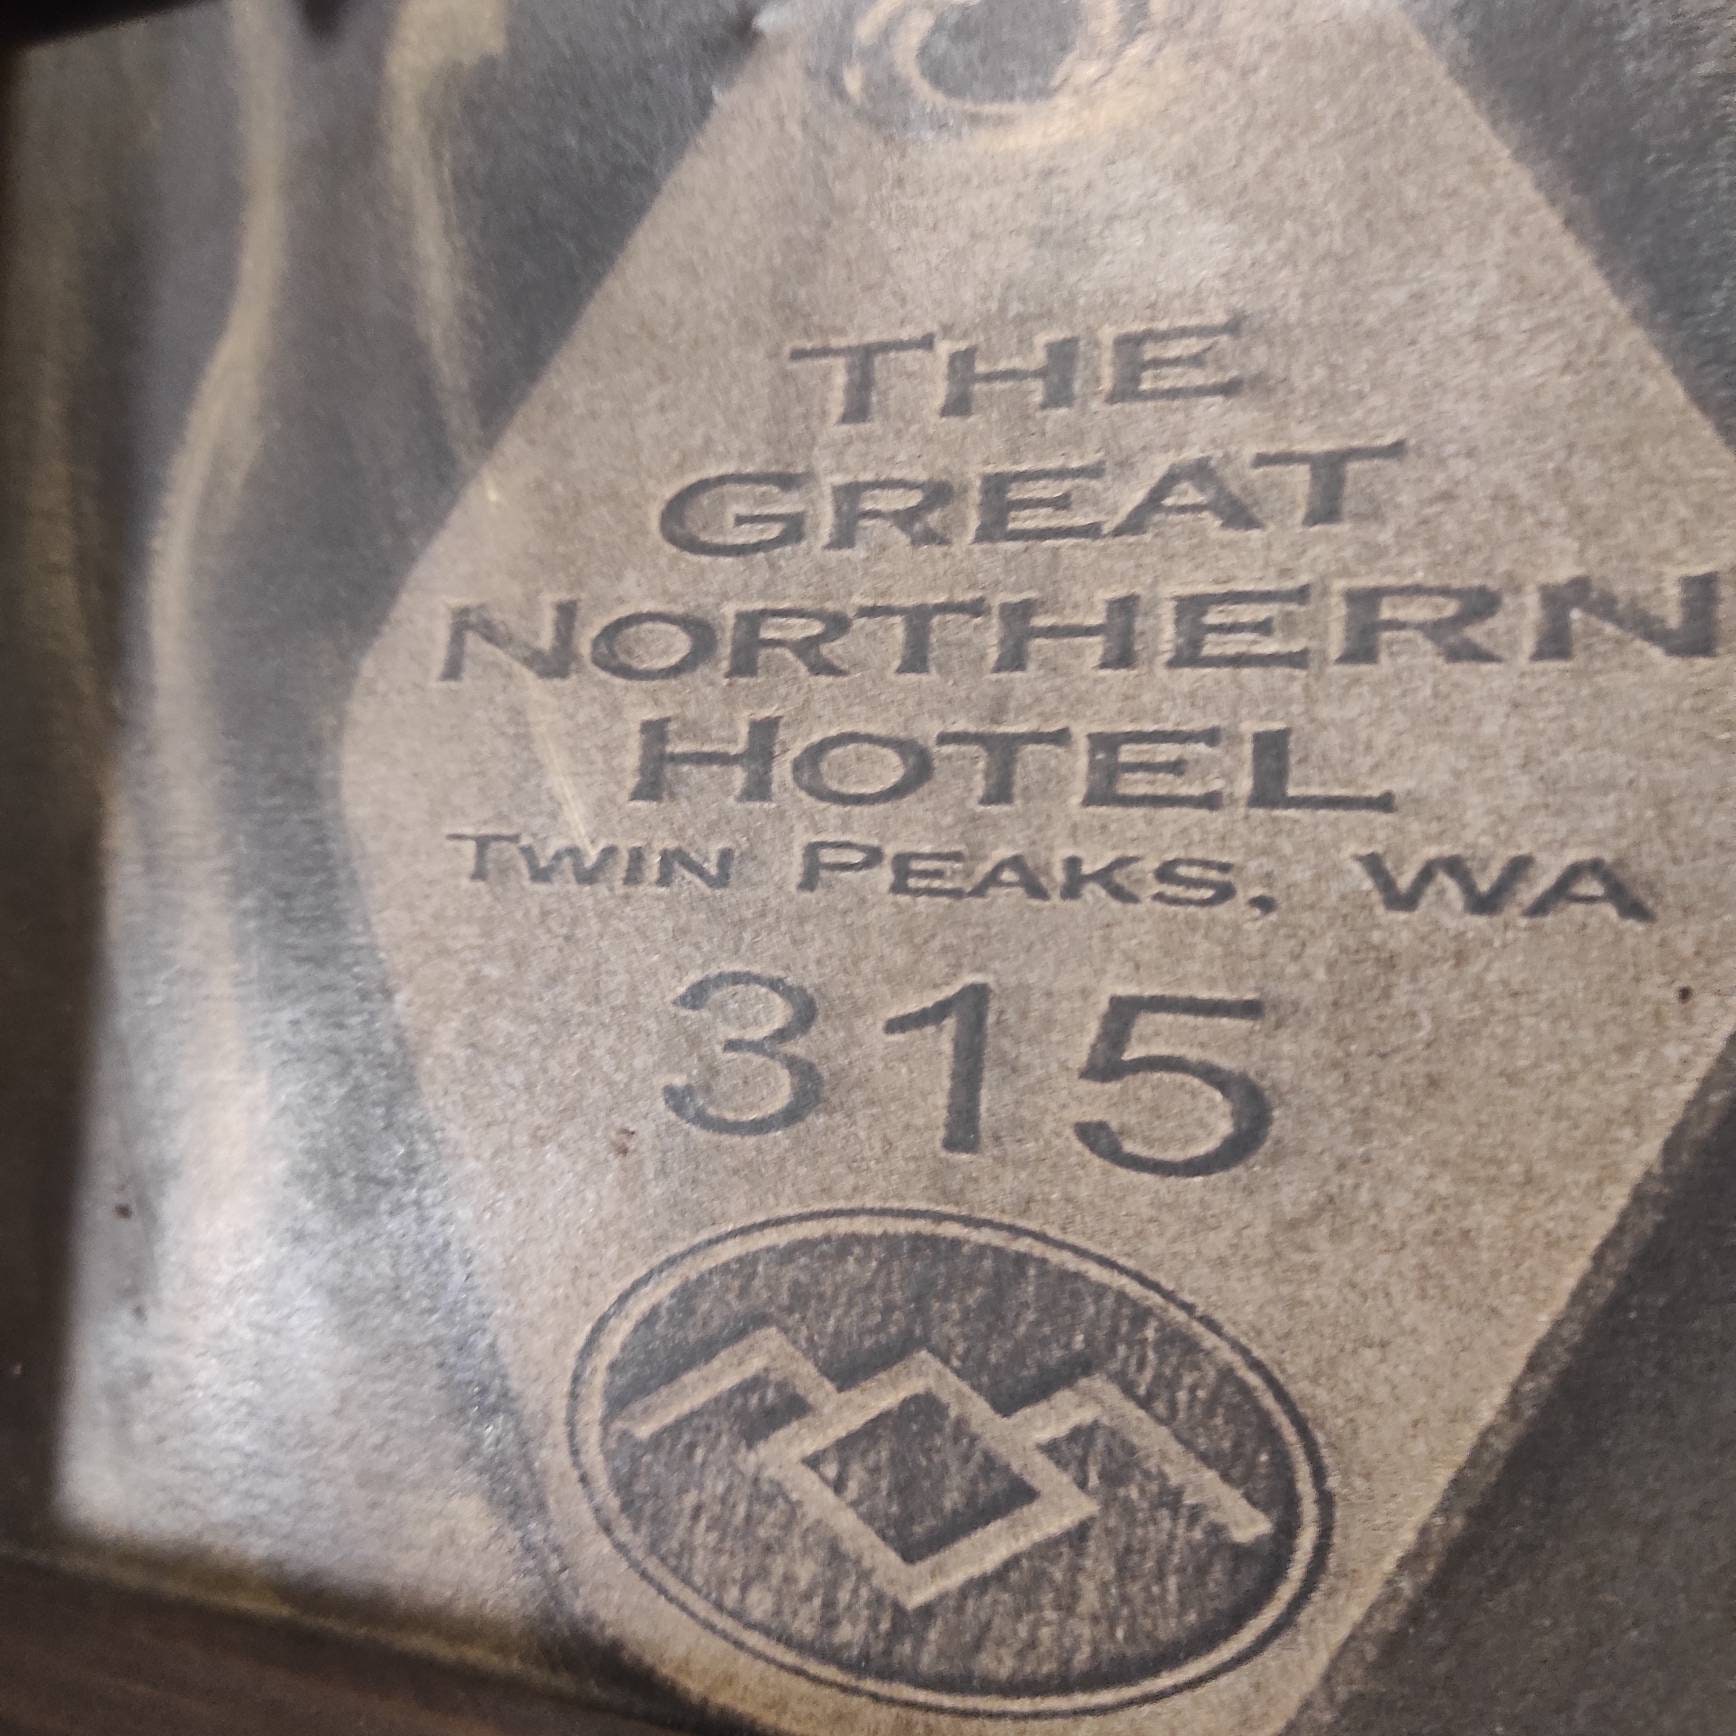 THE
GREAT
NORTHERN
HOTEL
TWIN PEAKS, WA
315